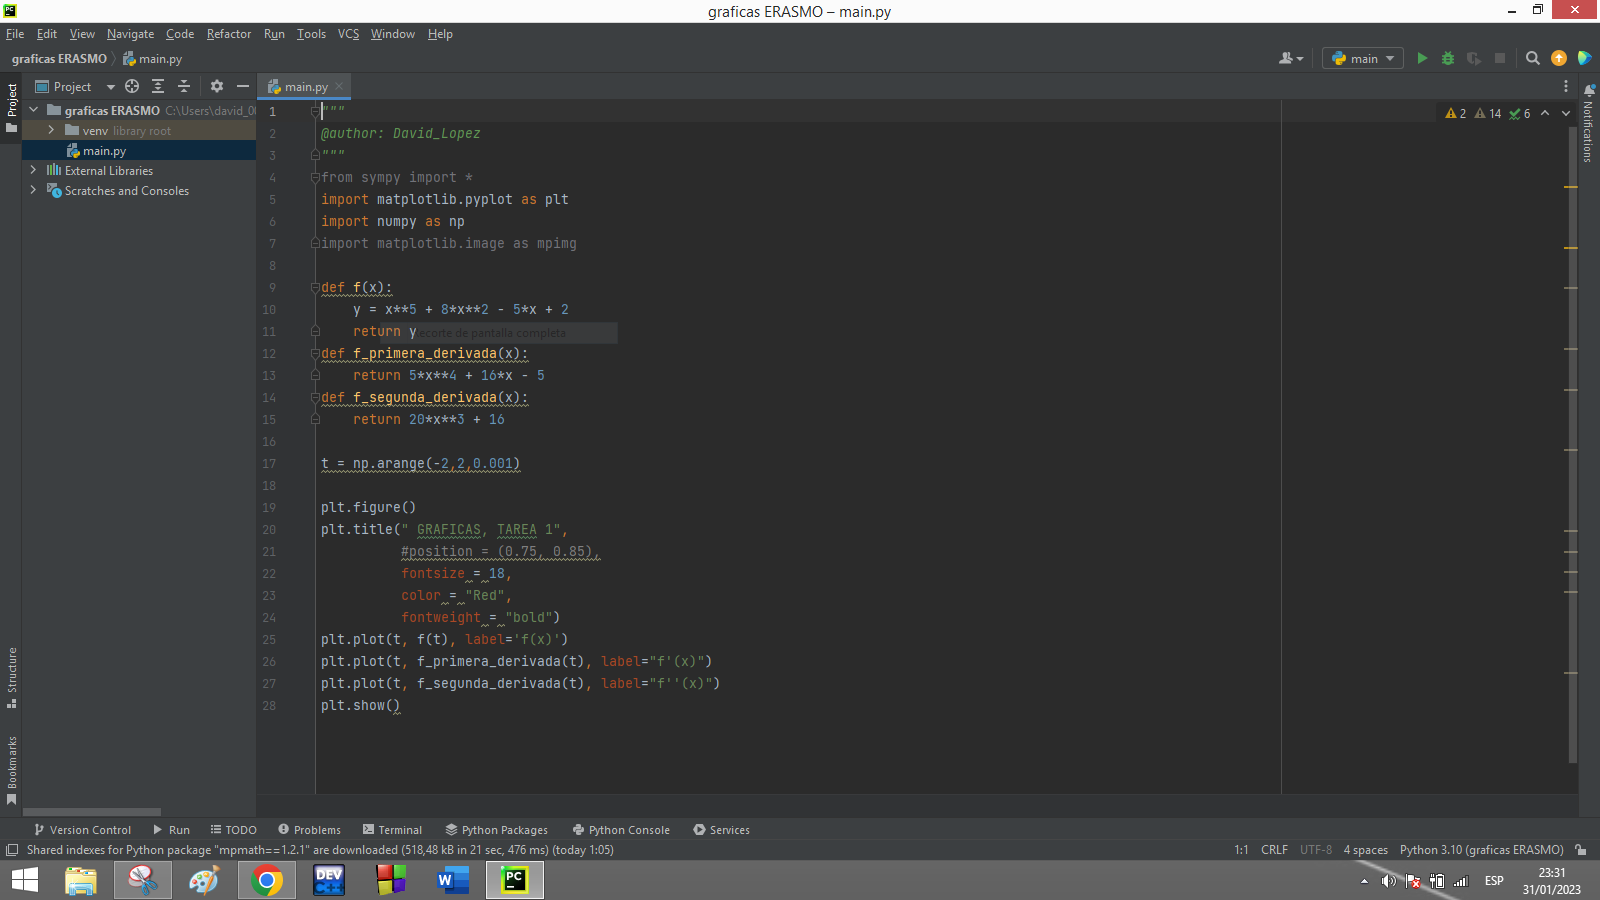 graficas ERASMO – main.py
File Edit View Navigate Code Refactor Run Tools VCS Window Help
graficas ERASMO main.py
main
Project
main.py
Project
graficas ERASMO C:\Users\david_0
venv library root
main.py
External Libraries
Scratches and Consoles
2 14 6
Notifications
1 """
2 @author: David_Lopez
3 """
4 from sympy import *
5 import matplotlib.pyplot as plt
6 import numpy as np
7 import matplotlib.image as mpimg
8
9 def f(x):
10 y = x**5 + 8*x**2 - 5*x + 2
11 return y
ecorte de pantalla completa
12 def f_primera_derivada(x):
13 return 5*x**4 + 16*x - 5
14 def f_segunda_derivada(x):
15 return 20*x**3 + 16
16
17 t = np.arange(-2,2,0.001)
18
19 plt.figure()
20 plt.title(" GRAFICAS, TAREA 1",
21 #position = (0.75, 0.85),
22 fontsize = 18,
23 color = "Red",
24 fontweight = "bold")
25 plt.plot(t, f(t), label='f(x)')
26 plt.plot(t, f_primera_derivada(t), label="f'(x)")
27 plt.plot(t, f_segunda_derivada(t), label="f''(x)")
28 plt.show()
Structure
Bookmarks
Version Control Run TODO Problems Terminal Python Packages Python Console Services
Shared indexes for Python package "mpmath==1.2.1" are downloaded (518,48 kB in 21 sec, 476 ms) (today 1:05)
1:1 CRLF UTF-8 4 spaces Python 3.10 (graficas ERASMO)
DEV C++
W
PC
ESP
23:31
31/01/2023